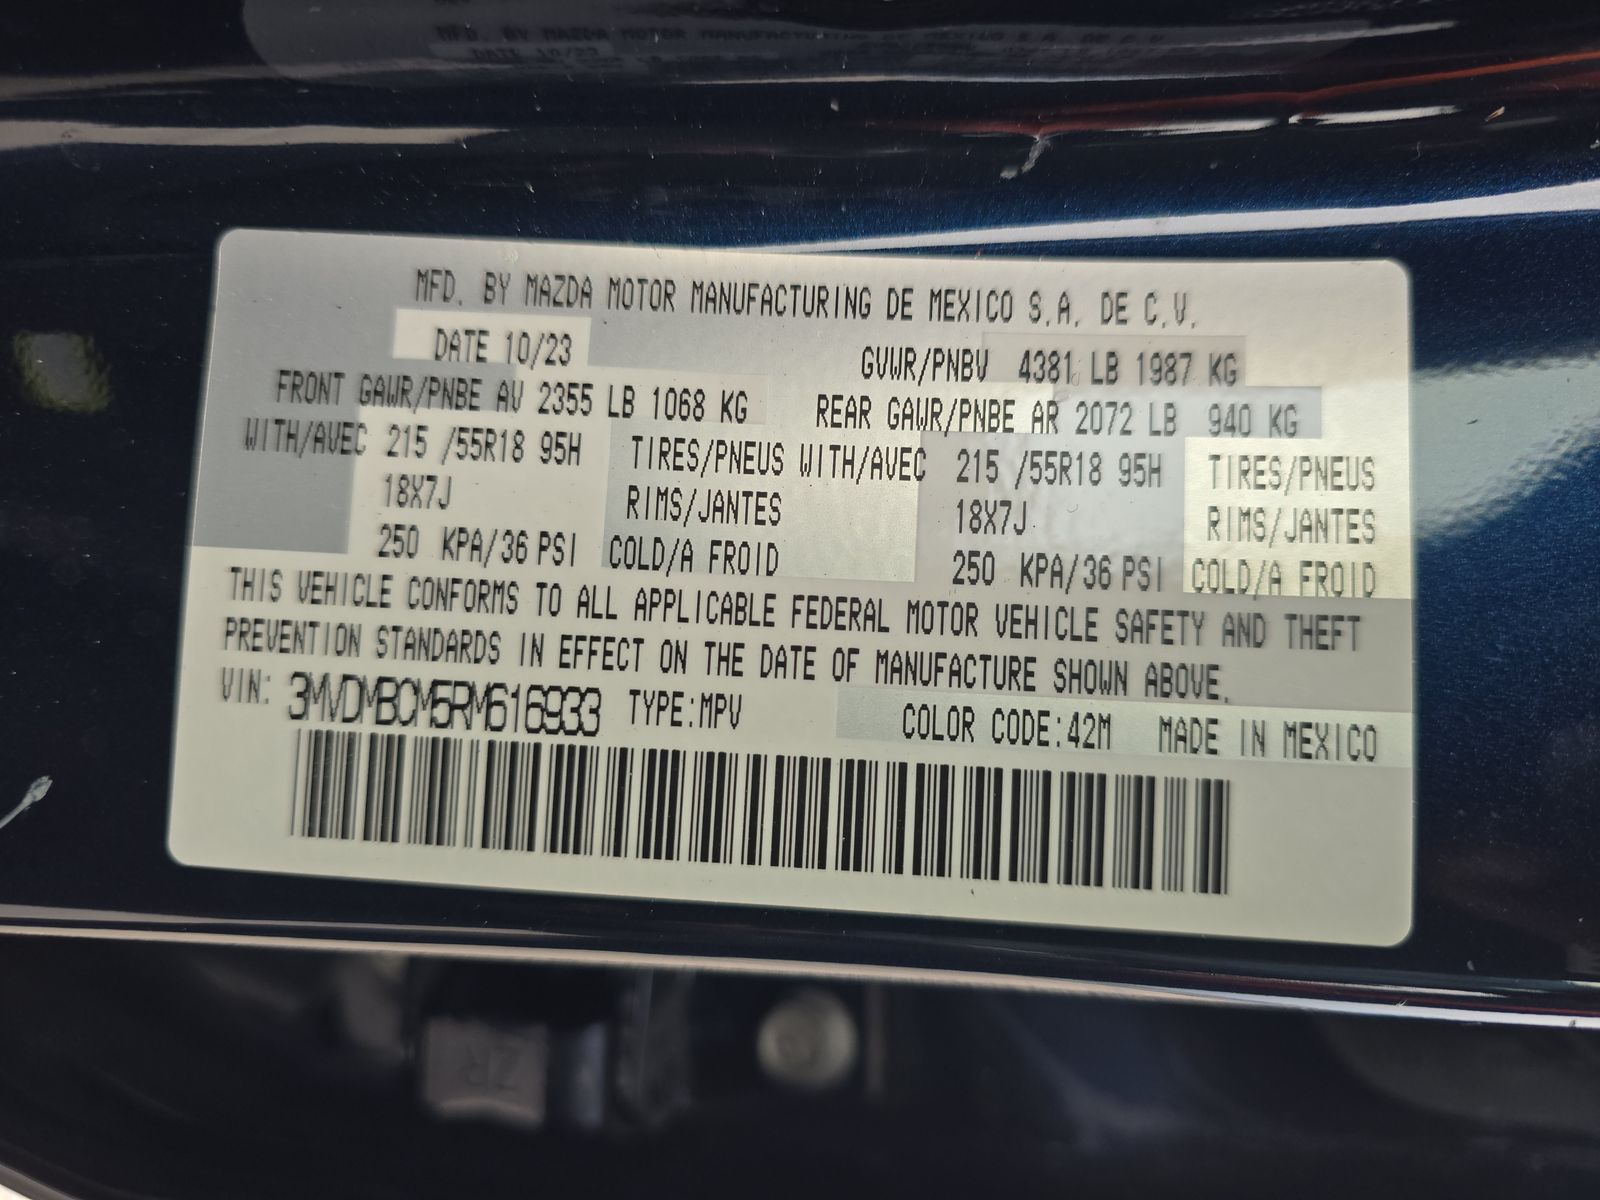 MFD. BY MAZDA MOTOR MANUFACTURING DE MEXICO S.A. DE C.V.
DATE 10/23 GVWR/PNBV 4381 LB 1987 KG
FRONT GAWR/PNBE AV 2355 LB 1068 KG REAR GAWR/PNBE AR 2072 LB 940 KG
WITH/AVEC 215 /55R18 95H TIRES/PNEUS WITH/AVEC 215 /55R18 95H TIRES/PNEUS
18X7J RIMS/JANTES 18X7J RIMS/JANTES
250 KPA/36 PSI COLD/A FROID 250 KPA/36 PSI COLD/A FROID
THIS VEHICLE CONFORMS TO ALL APPLICABLE FEDERAL MOTOR VEHICLE SAFETY AND THEFT
PREVENTION STANDARDS IN EFFECT ON THE DATE OF MANUFACTURE SHOWN ABOVE.
VIN: 3MVDMBCM5RM616933 TYPE:MPV COLOR CODE:42M MADE IN MEXICO